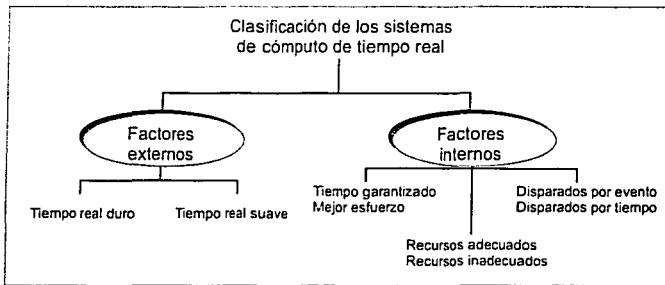 Clasificación de los sistemas
de cómputo de tiempo real
Factores
externos
Factores
internos
Tiempo real duro
Tiempo real suave
Tiempo garantizado
Mejor esfuerzo
Disparados por evento
Disparados por tiempo
Recursos adecuados
Recursos inadecuados